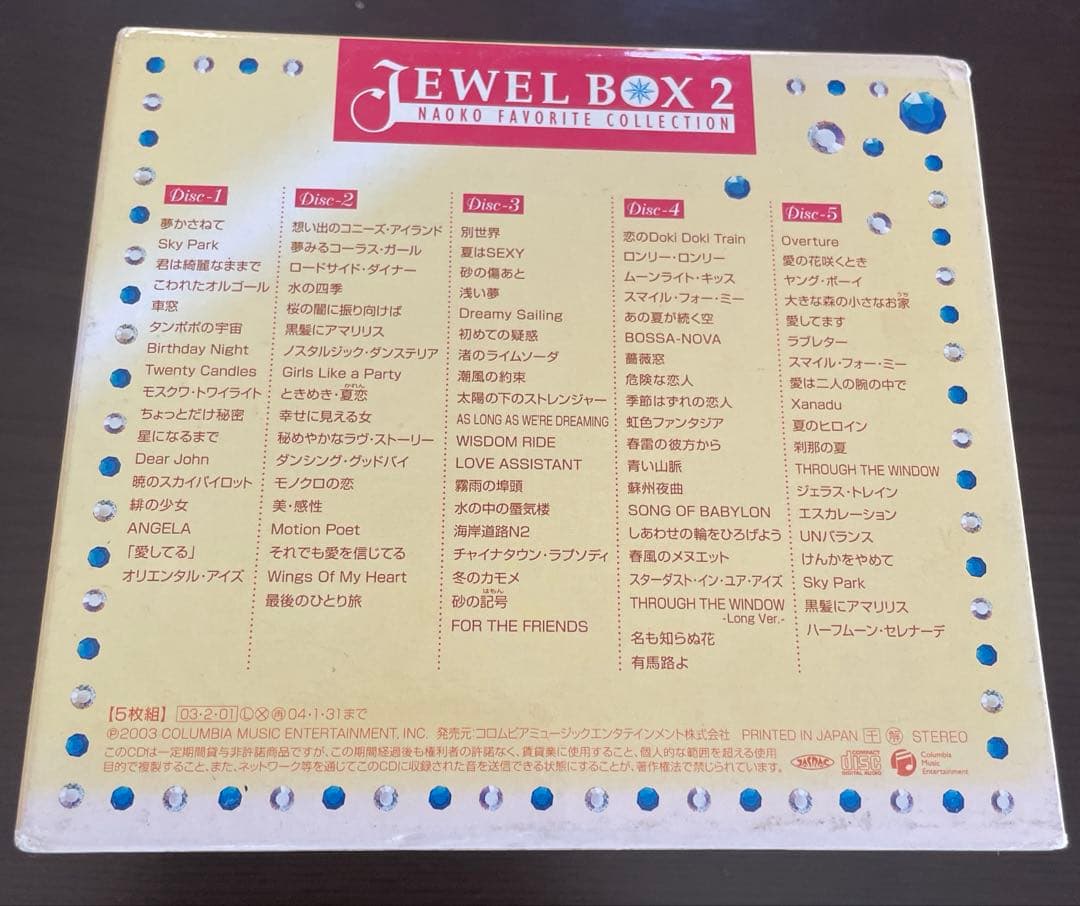 JEWEL BOX 2
NAOKO FAVORITE COLLECTION
Disc-1
夢かさねて
Sky Park
君は綺麗なままで
こわれたオルゴール
車窓
タンポポの宇宙
Birthday Night
Twenty Candles
モスクワ・トワイライト
ちょっとだけ秘密
星になるまで
Dear John
暁のスカイパイロット
緋の少女
ANGELA
「愛してる」
オリエンタル・アイズ
Disc-2
想い出のコニーズ・アイランド
夢みるコーラス・ガール
ロードサイド・ダイナー
水の四季
桜の闇に振り向けば
黒髪にアマリリス
ノスタルジック・ダンステリア
Girls Like a Party
ときめき・夏恋
かれん
幸せに見える女
秘めやかなラヴ・ストーリー
ダンシング・グッドバイ
モノクロの恋
美・感性
Motion Poet
それでも愛を信じてる
Wings Of My Heart
最後のひとり旅
Disc-3
別世界
夏はSEXY
砂の傷あと
浅い夢
Dreamy Sailing
初めての疑惑
渚のライムソーダ
潮風の約束
太陽の下のストレンジャー
AS LONG AS WE'RE DREAMING
WISDOM RIDE
LOVE ASSISTANT
霧雨の埠頭
水の中の蜃気楼
海岸道路N2
チャイナタウン・ラプソディ
冬のカモメ
砂の記号
はもん
FOR THE FRIENDS
Disc-4
恋のDoki Doki Train
ロンリー・ロンリー
ムーンライト・キッス
スマイル・フォー・ミー
あの夏が続く空
BOSSA-NOVA
薔薇窓
危険な恋人
季節はずれの恋人
虹色ファンタジア
春雷の彼方から
青い山脈
蘇州夜曲
SONG OF BABYLON
しあわせの輪をひろげよう
春風のメヌエット
スターダスト・イン・ユア・アイズ
THROUGH THE WINDOW
-Long Ver.-
名も知らぬ花
有馬路よ
Disc-5
Overture
愛の花咲くとき
ヤング・ボーイ
大きな森の小さなお家
うち
愛してます
ラブレター
スマイル・フォー・ミー
愛は二人の腕の中で
Xanadu
夏のヒロイン
刹那の夏
THROUGH THE WINDOW
ジェラス・トレイン
エスカレーション
UNバランス
けんかをやめて
Sky Park
黒髪にアマリリス
ハーフムーン・セレナーデ
【5枚組】 03・2・01 Ⓛ Ⓧ �
04・1・31まで
℗2003 COLUMBIA MUSIC ENTERTAINMENT, INC. 発売元:コロムビアミュージックエンタテインメント株式会社 PRINTED IN JAPAN 干 解 STEREO
このCDは一定期間貸与非許諾商品ですが、この期間経過後も権利者の許諾なく、賃貸業に使用すること、個人的な範囲を超える使用
目的で複製すること、また、ネットワーク等を通じてこのCDに収録された音を送信できる状態にすることが、著作権法で禁じられています。
JASRAC
COMPACT
disc
DIGITAL AUDIO
Columbia
Music
Entertainment